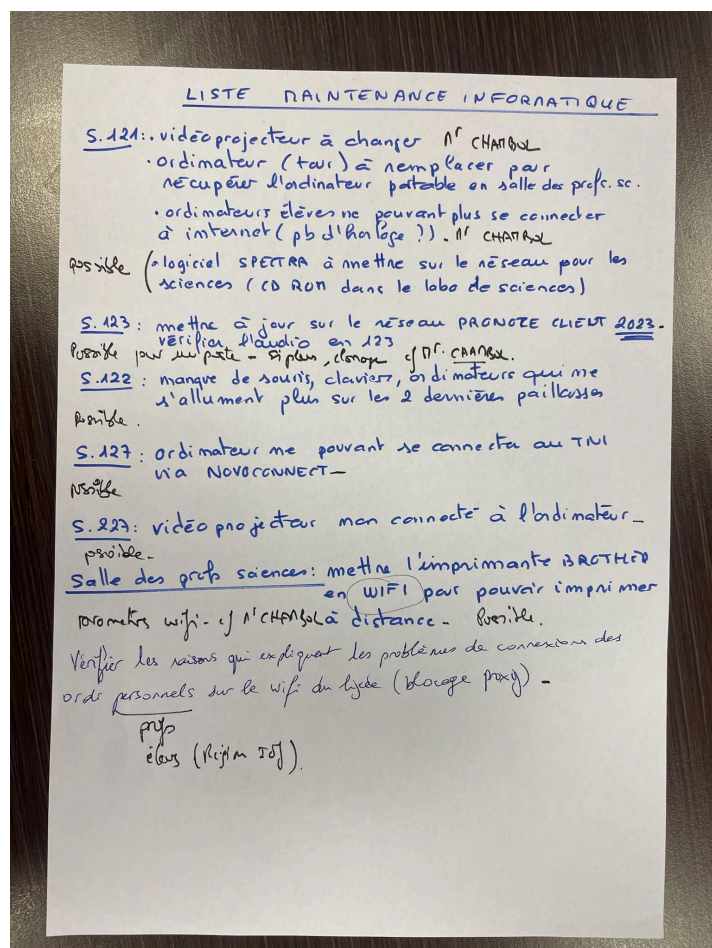 LISTE MAINTENANCE INFORMATIQUE
S.121: . vidéoprojecteur à changer Mr CHAMBOL
. ordinateur (tour) à remplacer par
récupérer l'ordinateur portable en salle des profs. sc.
. ordinateurs élèves ne pouvant plus se connecter
à internet (pb d'horloge ?). Mr CHAMBOL
possible ( . logiciel SPECTRA à mettre sur le réseau pour les
sciences (CD ROM dans le labo de sciences)
S.123 : mettre à jour sur le réseau PRONOTE CLIENT 2023.
vérifier l'audio en 123
Possible pour un poste - si plus, clonage cf Mr. CHAMBOL.
S.122 : manque de souris, claviers, ordinateurs qui ne
s'allument plus sur les 2 dernières paillasses
Possible.
S.127 : ordinateur ne pouvant se connecter au TNI
via NOVOCONNECT-
possible
S.227: vidéoprojecteur non connecté à l'ordinateur-
possible-
Salle des profs sciences: mettre l'imprimante BROTHER
en WIFI pour pouvoir imprimer
parametres wifi - cf Mr CHAMBOL à distance - Possible.
Vérifier les raisons qui expliquent les problèmes de connexions des
ordi personnels sur le wifi du lycée (blocage proxy) -
profs
élèves (Région IdF).